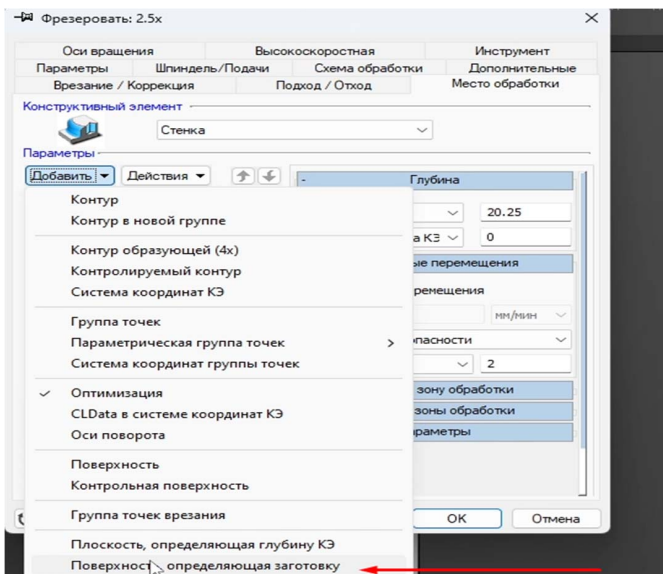 Фрезеровать: 2.5x
Оси вращения Высокоскоростная Инструмент
Параметры Шпиндель/Подачи Схема обработки Дополнительные
Врезание / Коррекция Подход / Отход Место обработки
Конструктивный элемент
Стенка
Параметры
Добавить Действия - Глубина
Контур
20.25
Контур в новой группе
а КЭ 0
Контур образующей (4x)
ые перемещения
Контролируемый контур
Система координат КЭ
ремещения
Группа точек
мм/мин
Параметрическая группа точек
опасности
Система координат группы точек
2
Оптимизация
зону обработки
CLData в системе координат КЭ
зоны обработки
Оси поворота
раметры
Поверхность
Контрольная поверхность
Группа точек врезания
OK Отмена
Плоскость, определяющая глубину КЭ
Поверхность, определяющая заготовку